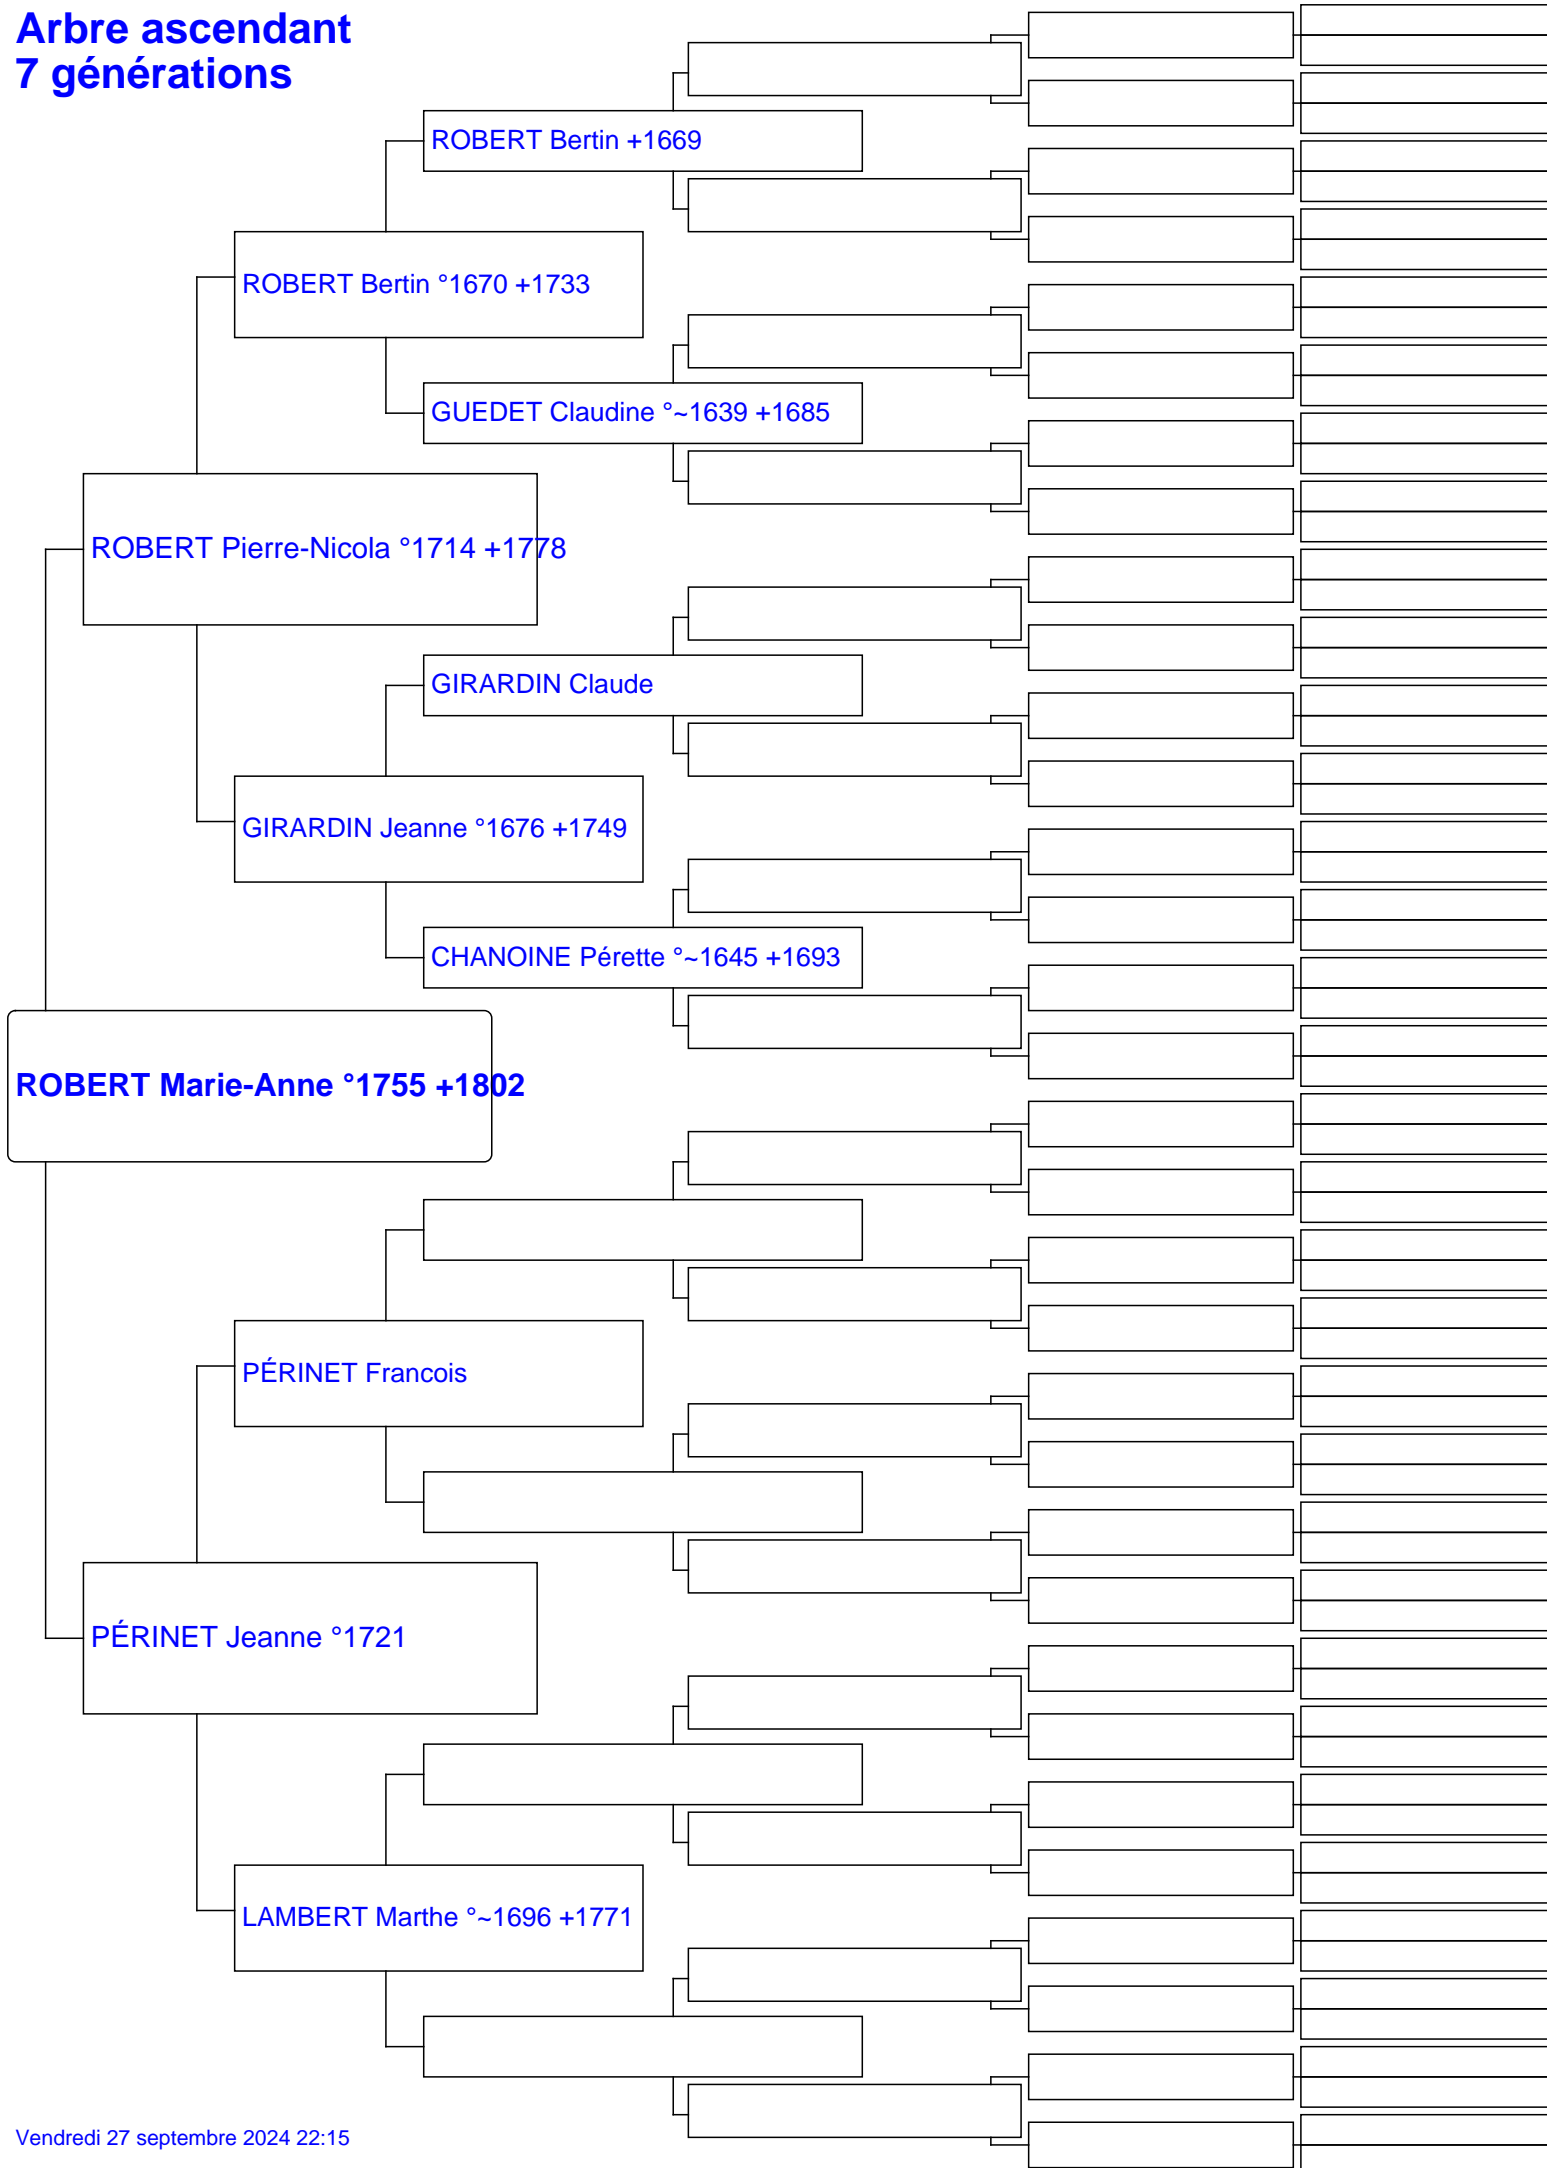 Arbre ascendant
7 générations
ROBERT Bertin +1669
ROBERT Bertin °1670 +1733
GUEDET Claudine °~1639 +1685
ROBERT Pierre-Nicola °1714 +1778
GIRARDIN Claude
GIRARDIN Jeanne °1676 +1749
CHANOINE Pérette °~1645 +1693
ROBERT Marie-Anne °1755 +1802
PÉRINET Francois
PÉRINET Jeanne °1721
LAMBERT Marthe °~1696 +1771
Vendredi 27 septembre 2024 22:15